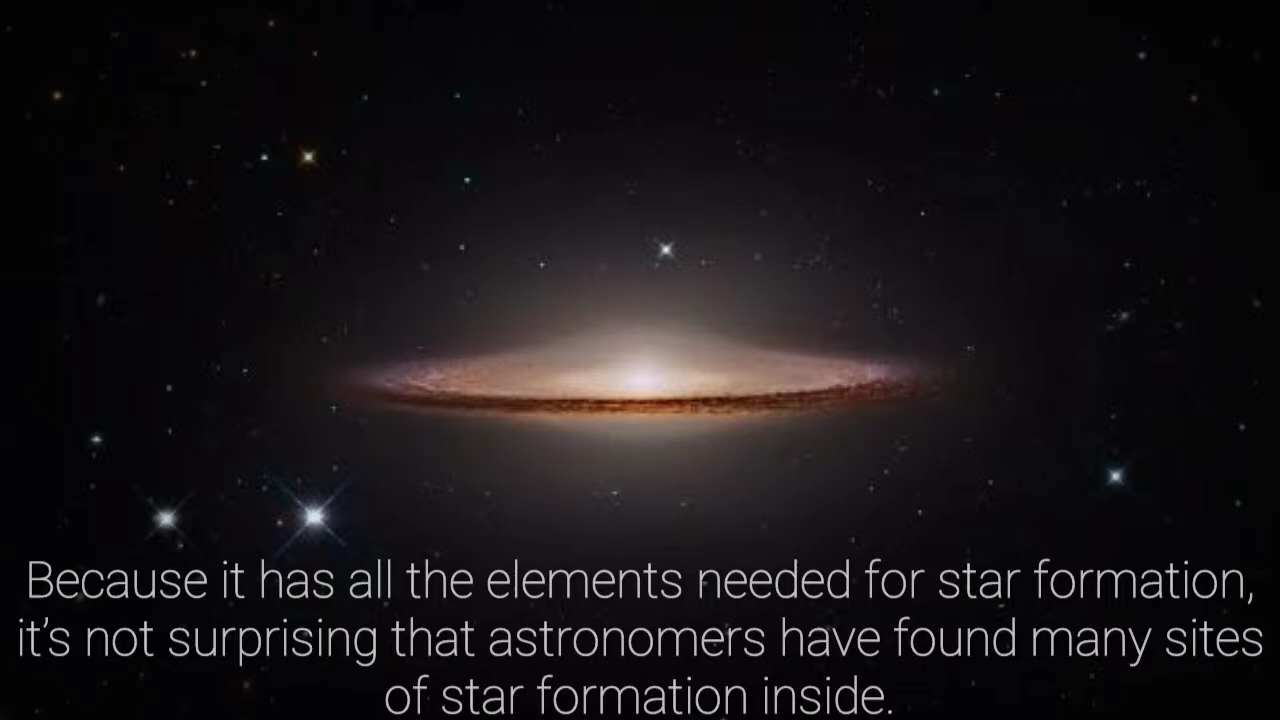 Because it has all the elements needed for star formation,
it’s not surprising that astronomers have found many sites
of star formation inside.